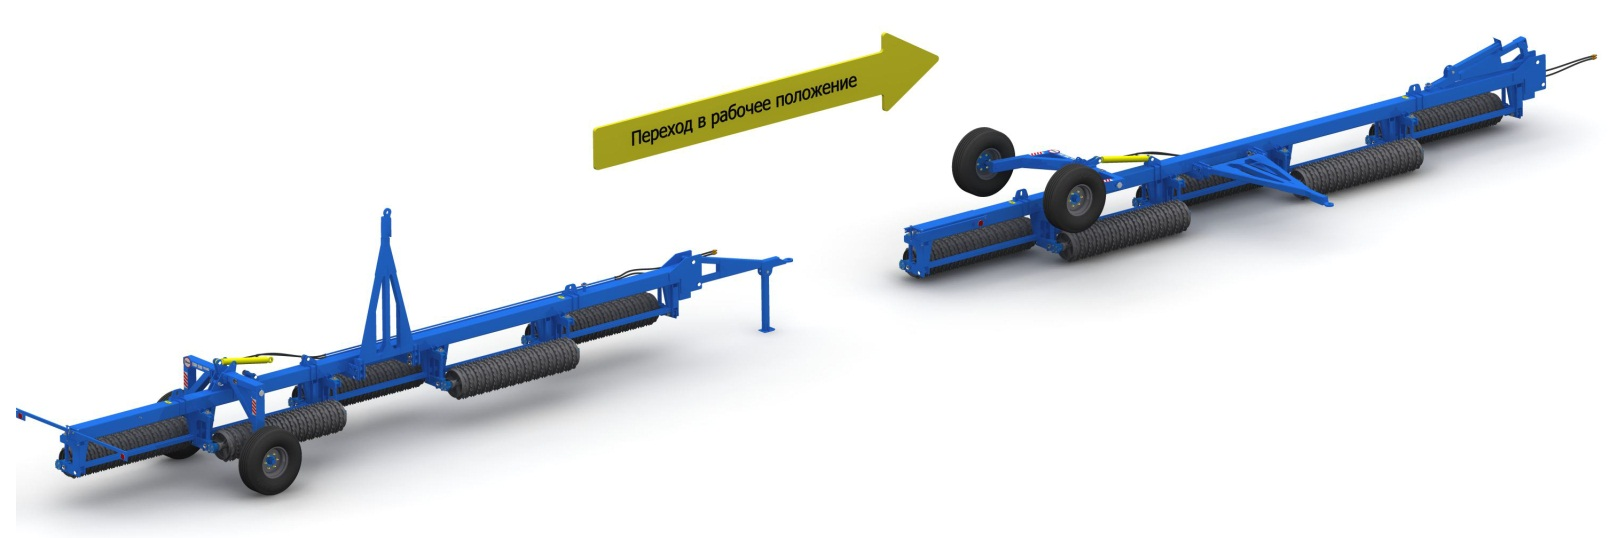 Переход в рабочее положение